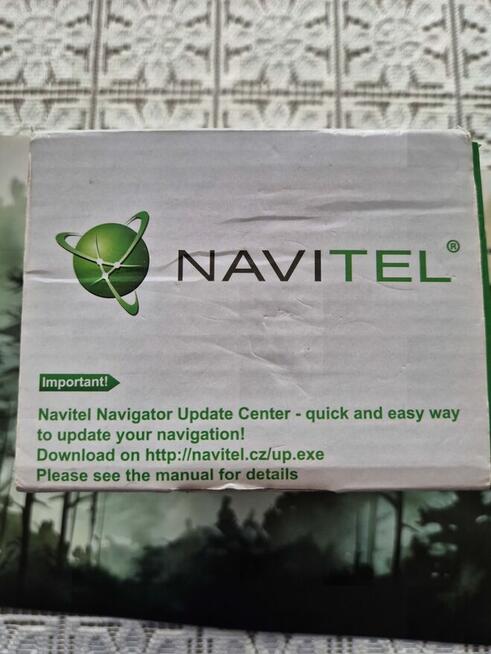 NAVITEL®
Important!
Navitel Navigator Update Center - quick and easy way
to update your navigation!
Download on http://navitel.cz/up.exe
Please see the manual for details